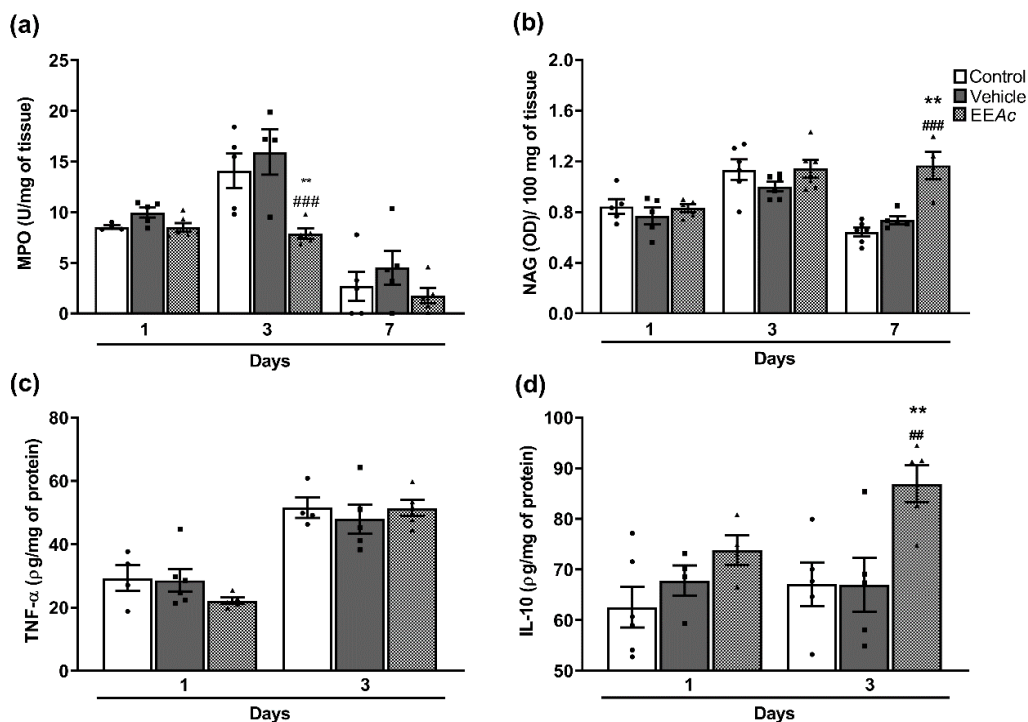 (a)
MPO (U/mg of tissue)
25
20
15
10
5
0
**
###
1 3 7
Days
(b)
NAG (OD)/ 100 mg of tissue
2.0
1.6
1.2
0.8
0.4
0.0
**
###
1 3 7
Days
Control
Vehicle
EEAc
(c)
TNF-α (ρg/mg of protein)
80
60
40
20
0
1 3
Days
(d)
IL-10 (ρg/mg of protein)
100
90
80
70
60
50
**
##
1 3
Days